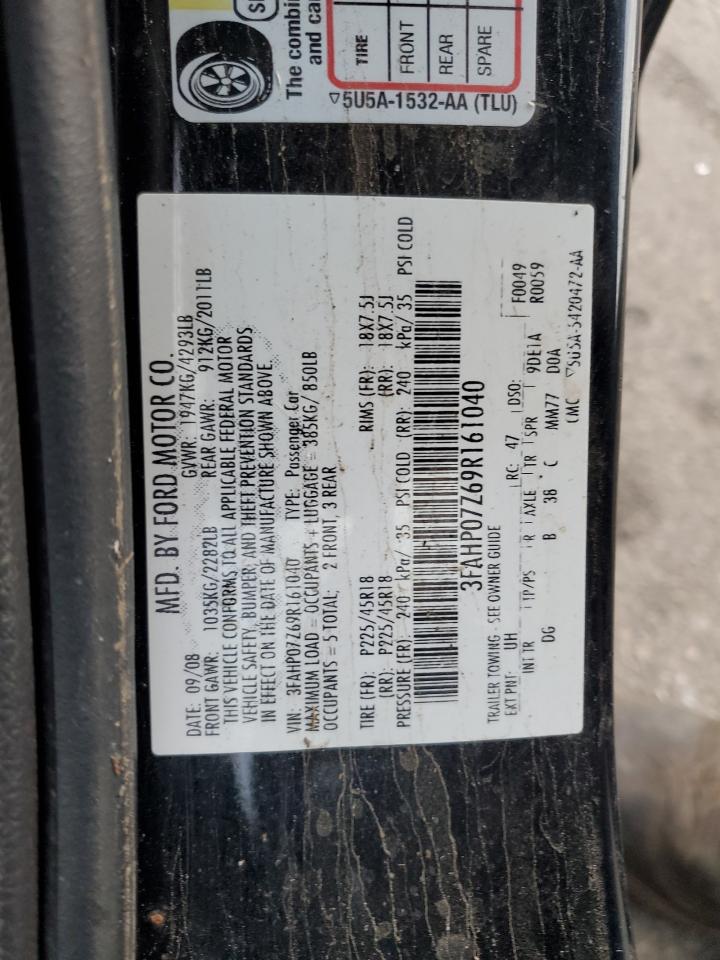 The combin
and car
TIRE
FRONT
REAR
SPARE
▽5U5A-1532-AA (TLU)
MFD. BY FORD MOTOR CO.
DATE: 09/08 GVWR: 1947KG/4293LB
FRONT GAWR: 1035KG/2282LB REAR GAWR: 912KG/2011LB
THIS VEHICLE CONFORMS TO ALL APPLICABLE FEDERAL MOTOR
VEHICLE SAFETY, BUMPER, AND THEFT PREVENTION STANDARDS
IN EFFECT ON THE DATE OF MANUFACTURE SHOWN ABOVE.
VIN: 3FAHP07Z69R161040 TYPE: Passenger Car
MAXIMUM LOAD = OCCUPANTS + LUGGAGE = 385KG/ 850LB
OCCUPANTS = 5 TOTAL; 2 FRONT, 3 REAR
TIRE (FR): P225/45R18 RIMS (FR): 18X7.5J
(RR): P225/45R18 (RR): 18X7.5J
PRESSURE (FR): 240 kPa/ 35 PSI COLD (RR): 240 kPa/ 35 PSI COLD
3FAHP07Z69R161040
TRAILER TOWING - SEE OWNER GUIDE
EXT PNT: UH RC: 47 DSO: F0049
INT TR TP/PS R AXLE TR SPR R0059
DG B 38 C MM77 9DE1A
D0A
CMC ▽5U5A-5420472-AA